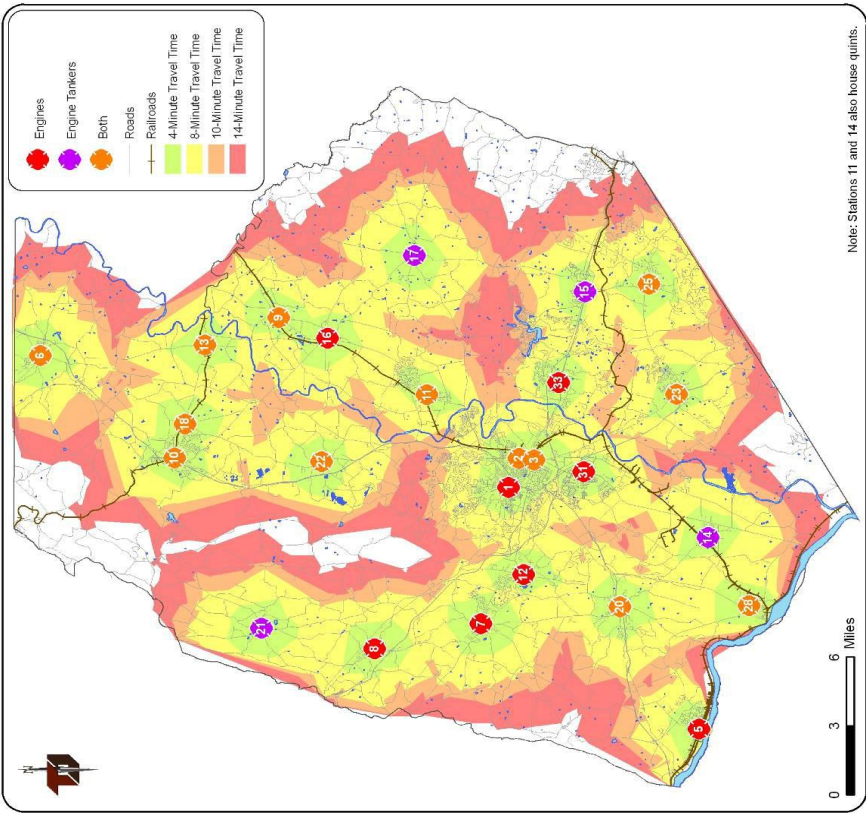 Engines
Engine Tankers
Both
Roads
Railroads
4-Minute Travel Time
8-Minute Travel Time
10-Minute Travel Time
14-Minute Travel Time
6
13
9
16
17
18
10
22
11
15
25
33
23
2
3
1
31
21
8
7
12
20
14
28
5
N
0 3 6
Miles
Note: Stations 11 and 14 also house quints.